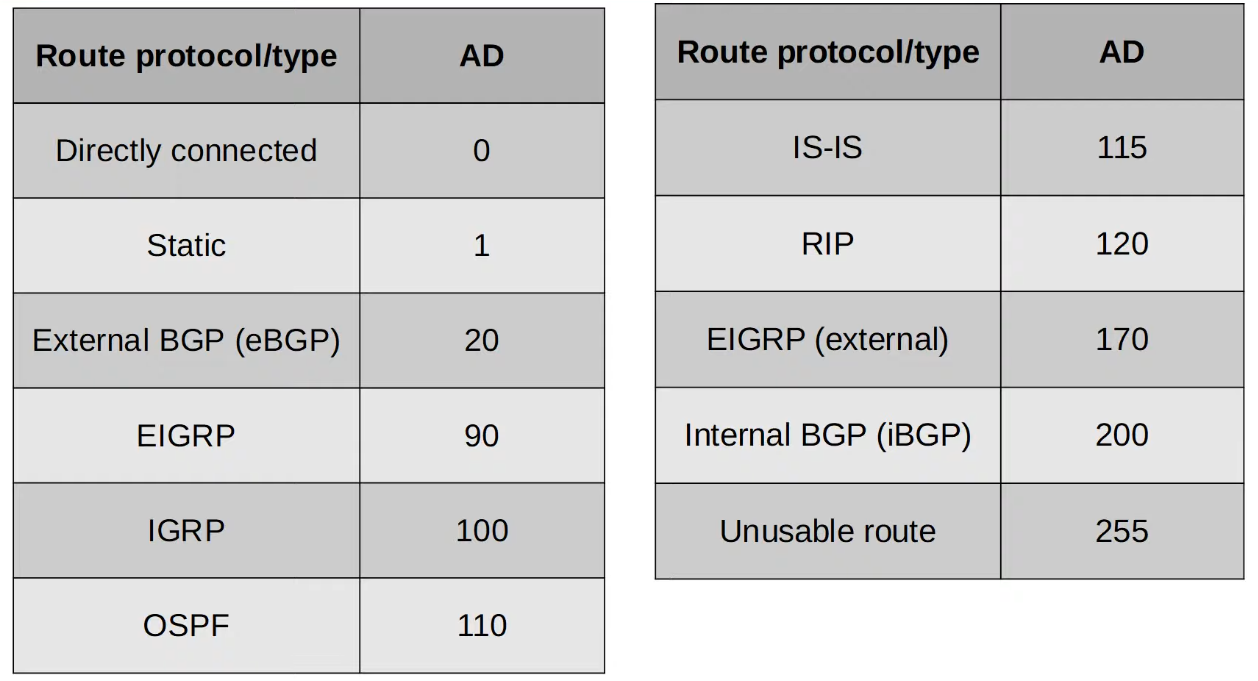 Route protocol/type AD
Directly connected 0
Static 1
External BGP (eBGP) 20
EIGRP 90
IGRP 100
OSPF 110
Route protocol/type AD
IS-IS 115
RIP 120
EIGRP (external) 170
Internal BGP (iBGP) 200
Unusable route 255